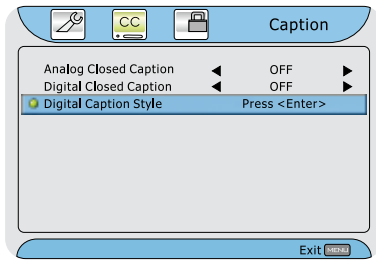 CC
Caption
Analog Closed Caption OFF
Digital Closed Caption OFF
Digital Caption Style Press <Enter>
Exit MENU